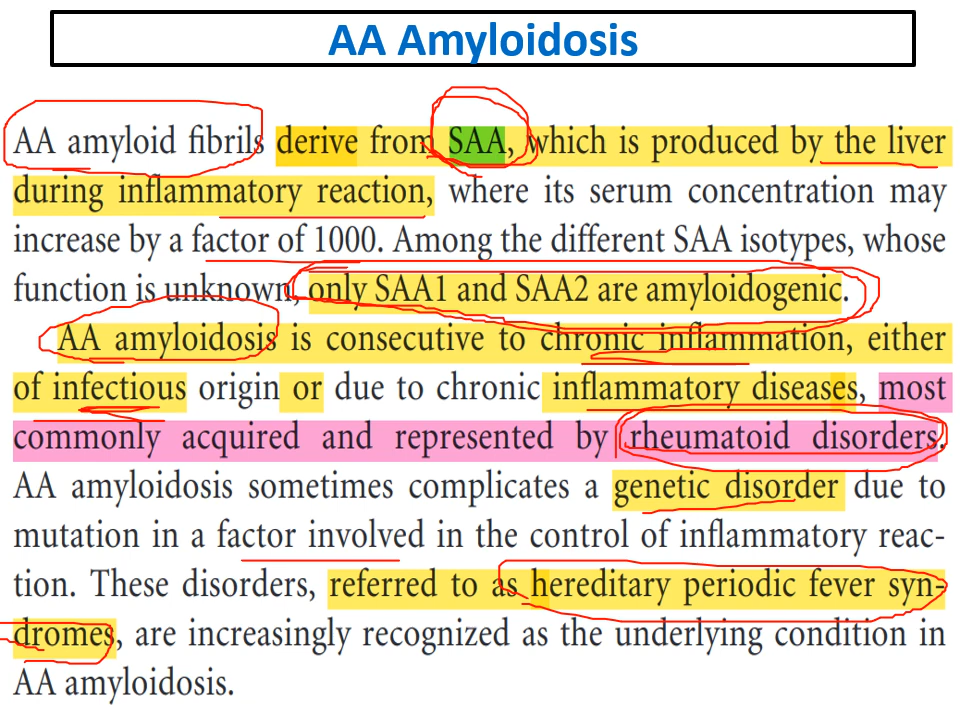 AA Amyloidosis
AA amyloid fibrils derive from SAA, which is produced by the liver
during inflammatory reaction, where its serum concentration may
increase by a factor of 1000. Among the different SAA isotypes, whose
function is unknown, only SAA1 and SAA2 are amyloidogenic.
AA amyloidosis is consecutive to chronic inflammation, either
of infectious origin or due to chronic inflammatory diseases, most
commonly acquired and represented by rheumatoid disorders.
AA amyloidosis sometimes complicates a genetic disorder due to
mutation in a factor involved in the control of inflammatory reac-
tion. These disorders, referred to as hereditary periodic fever syn-
dromes, are increasingly recognized as the underlying condition in
AA amyloidosis.